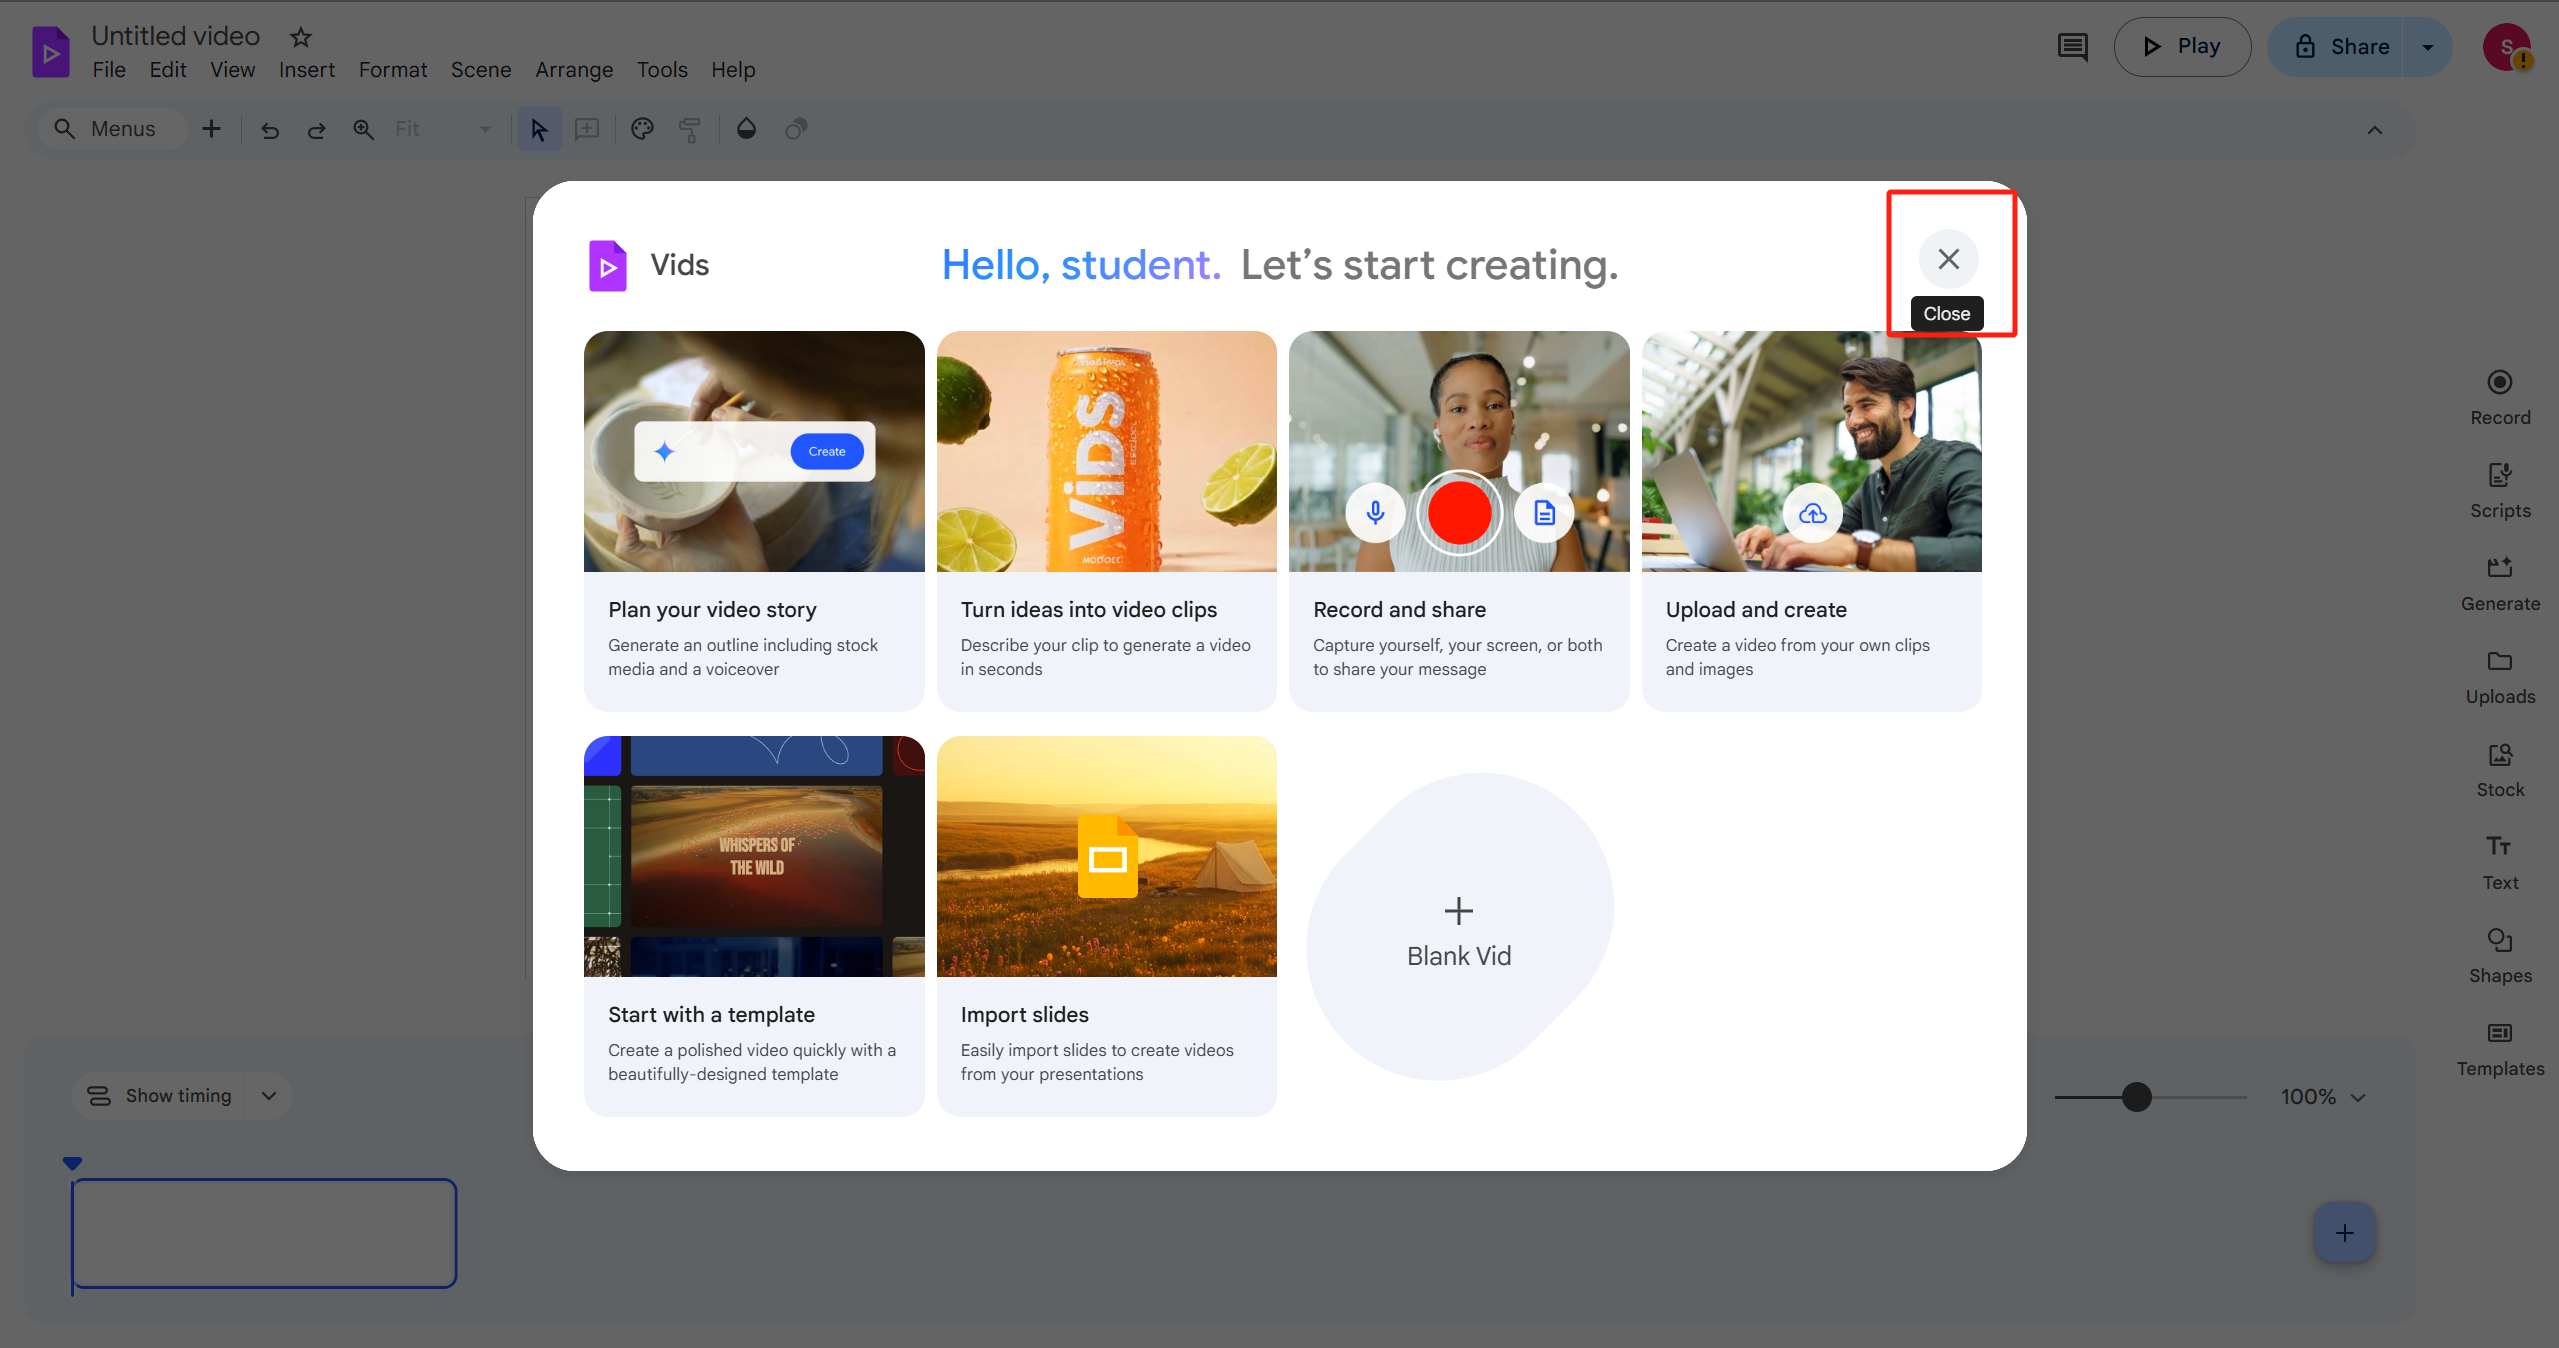 Untitled video
File Edit View Insert Format Scene Arrange Tools Help
Play
Share
S
Menus
Fit
Vids
Hello, student. Let’s start creating.
Close
Create
ViDS
Plan your video story
Generate an outline including stock
media and a voiceover
Turn ideas into video clips
Describe your clip to generate a video
in seconds
Record and share
Capture yourself, your screen, or both
to share your message
Upload and create
Create a video from your own clips
and images
WHISPERS OF
THE WILD
Start with a template
Create a polished video quickly with a
beautifully-designed template
Import slides
Easily import slides to create videos
from your presentations
Blank Vid
Record
Scripts
Generate
Uploads
Stock
Text
Shapes
Templates
Show timing
100%